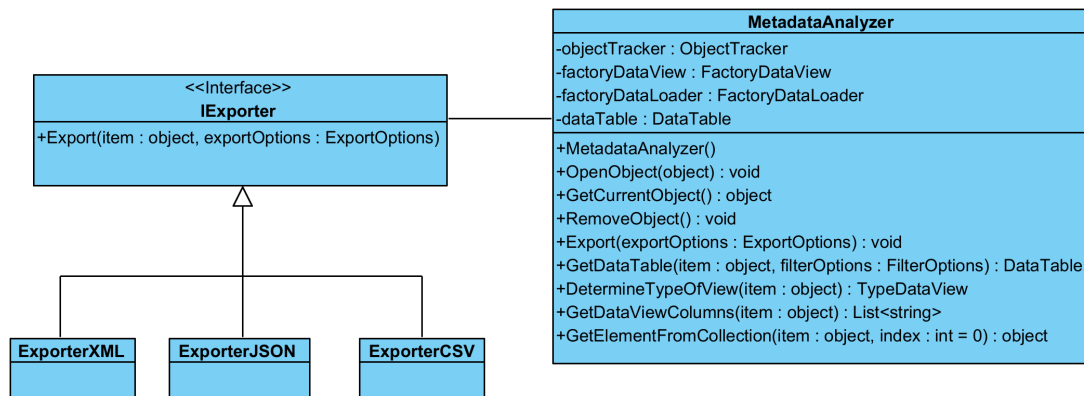 <<Interface>>
IExporter
+Export(item : object, exportOptions : ExportOptions)
MetadataAnalyzer
-objectTracker : ObjectTracker
-factoryDataView : FactoryDataView
-factoryDataLoader : FactoryDataLoader
-dataTable : DataTable
+MetadataAnalyzer()
+OpenObject(object) : void
+GetCurrentObject() : object
+RemoveObject() : void
+Export(exportOptions : ExportOptions) : void
+GetDataTable(item : object, filterOptions : FilterOptions) : DataTable
+DetermineTypeOfView(item : object) : TypeDataView
+GetDataViewColumns(item : object) : List<string>
+GetElementFromCollection(item : object, index : int = 0) : object
ExporterXML
ExporterJSON
ExporterCSV